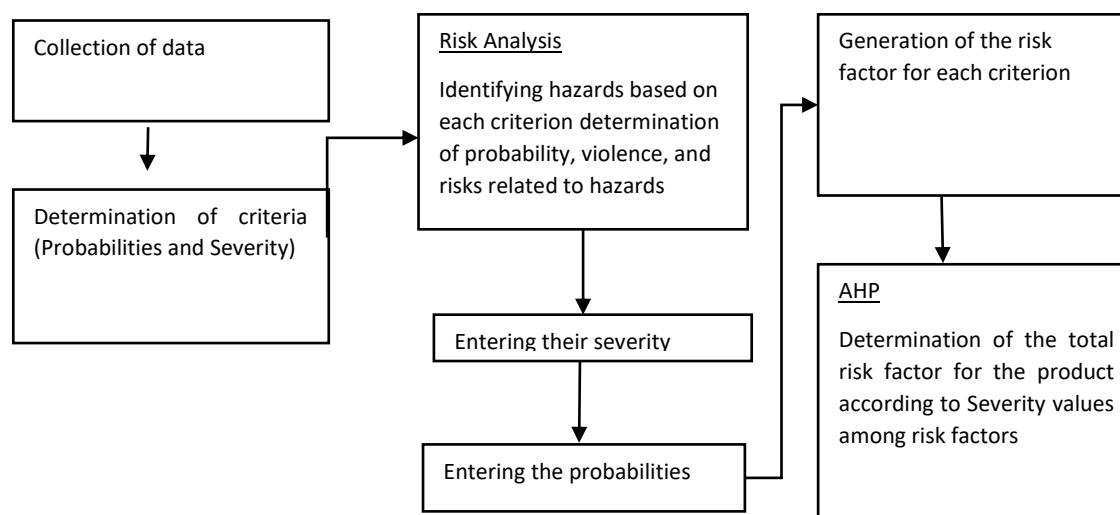 Collection of data
Determination of criteria
(Probabilities and Severity)
Risk Analysis
Identifying hazards based on
each criterion determination
of probability, violence, and
risks related to hazards
Entering their severity
Entering the probabilities
Generation of the risk
factor for each criterion
AHP
Determination of the total
risk factor for the product
according to Severity values
among risk factors